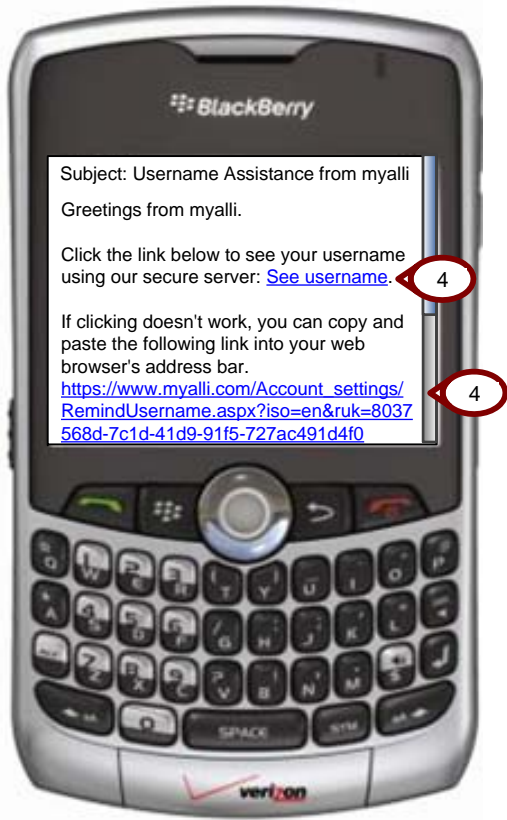 BlackBerry
Subject: Username Assistance from myalli
Greetings from myalli.
Click the link below to see your username
using our secure server: See username.
4
If clicking doesn't work, you can copy and
paste the following link into your web
browser's address bar.
https://www.myalli.com/Account_settings/
4
RemindUsername.aspx?iso=en&ruk=8037
568d-7c1d-41d9-91f5-727ac491d4f0
Q W E R T Y U I O P
A S D F G H J K L
Z X C V B N M $
0 SPACE SYM
verizon